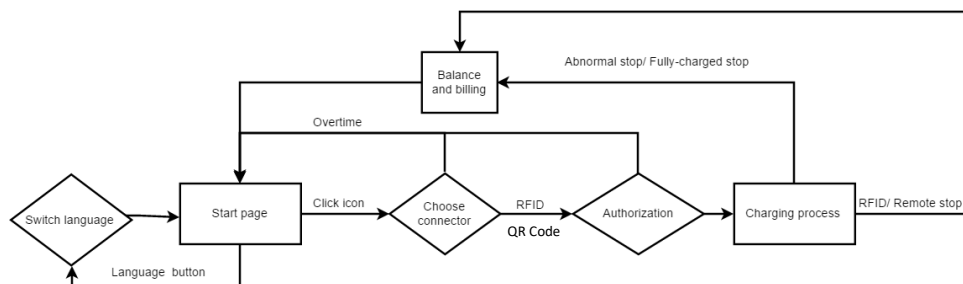 Abnormal stop/ Fully-charged stop
Balance
and billing
Overtime
Switch language
Start page
Click icon
Choose
connector
RFID
QR Code
Authorization
Charging process
RFID/ Remote stop
Language button